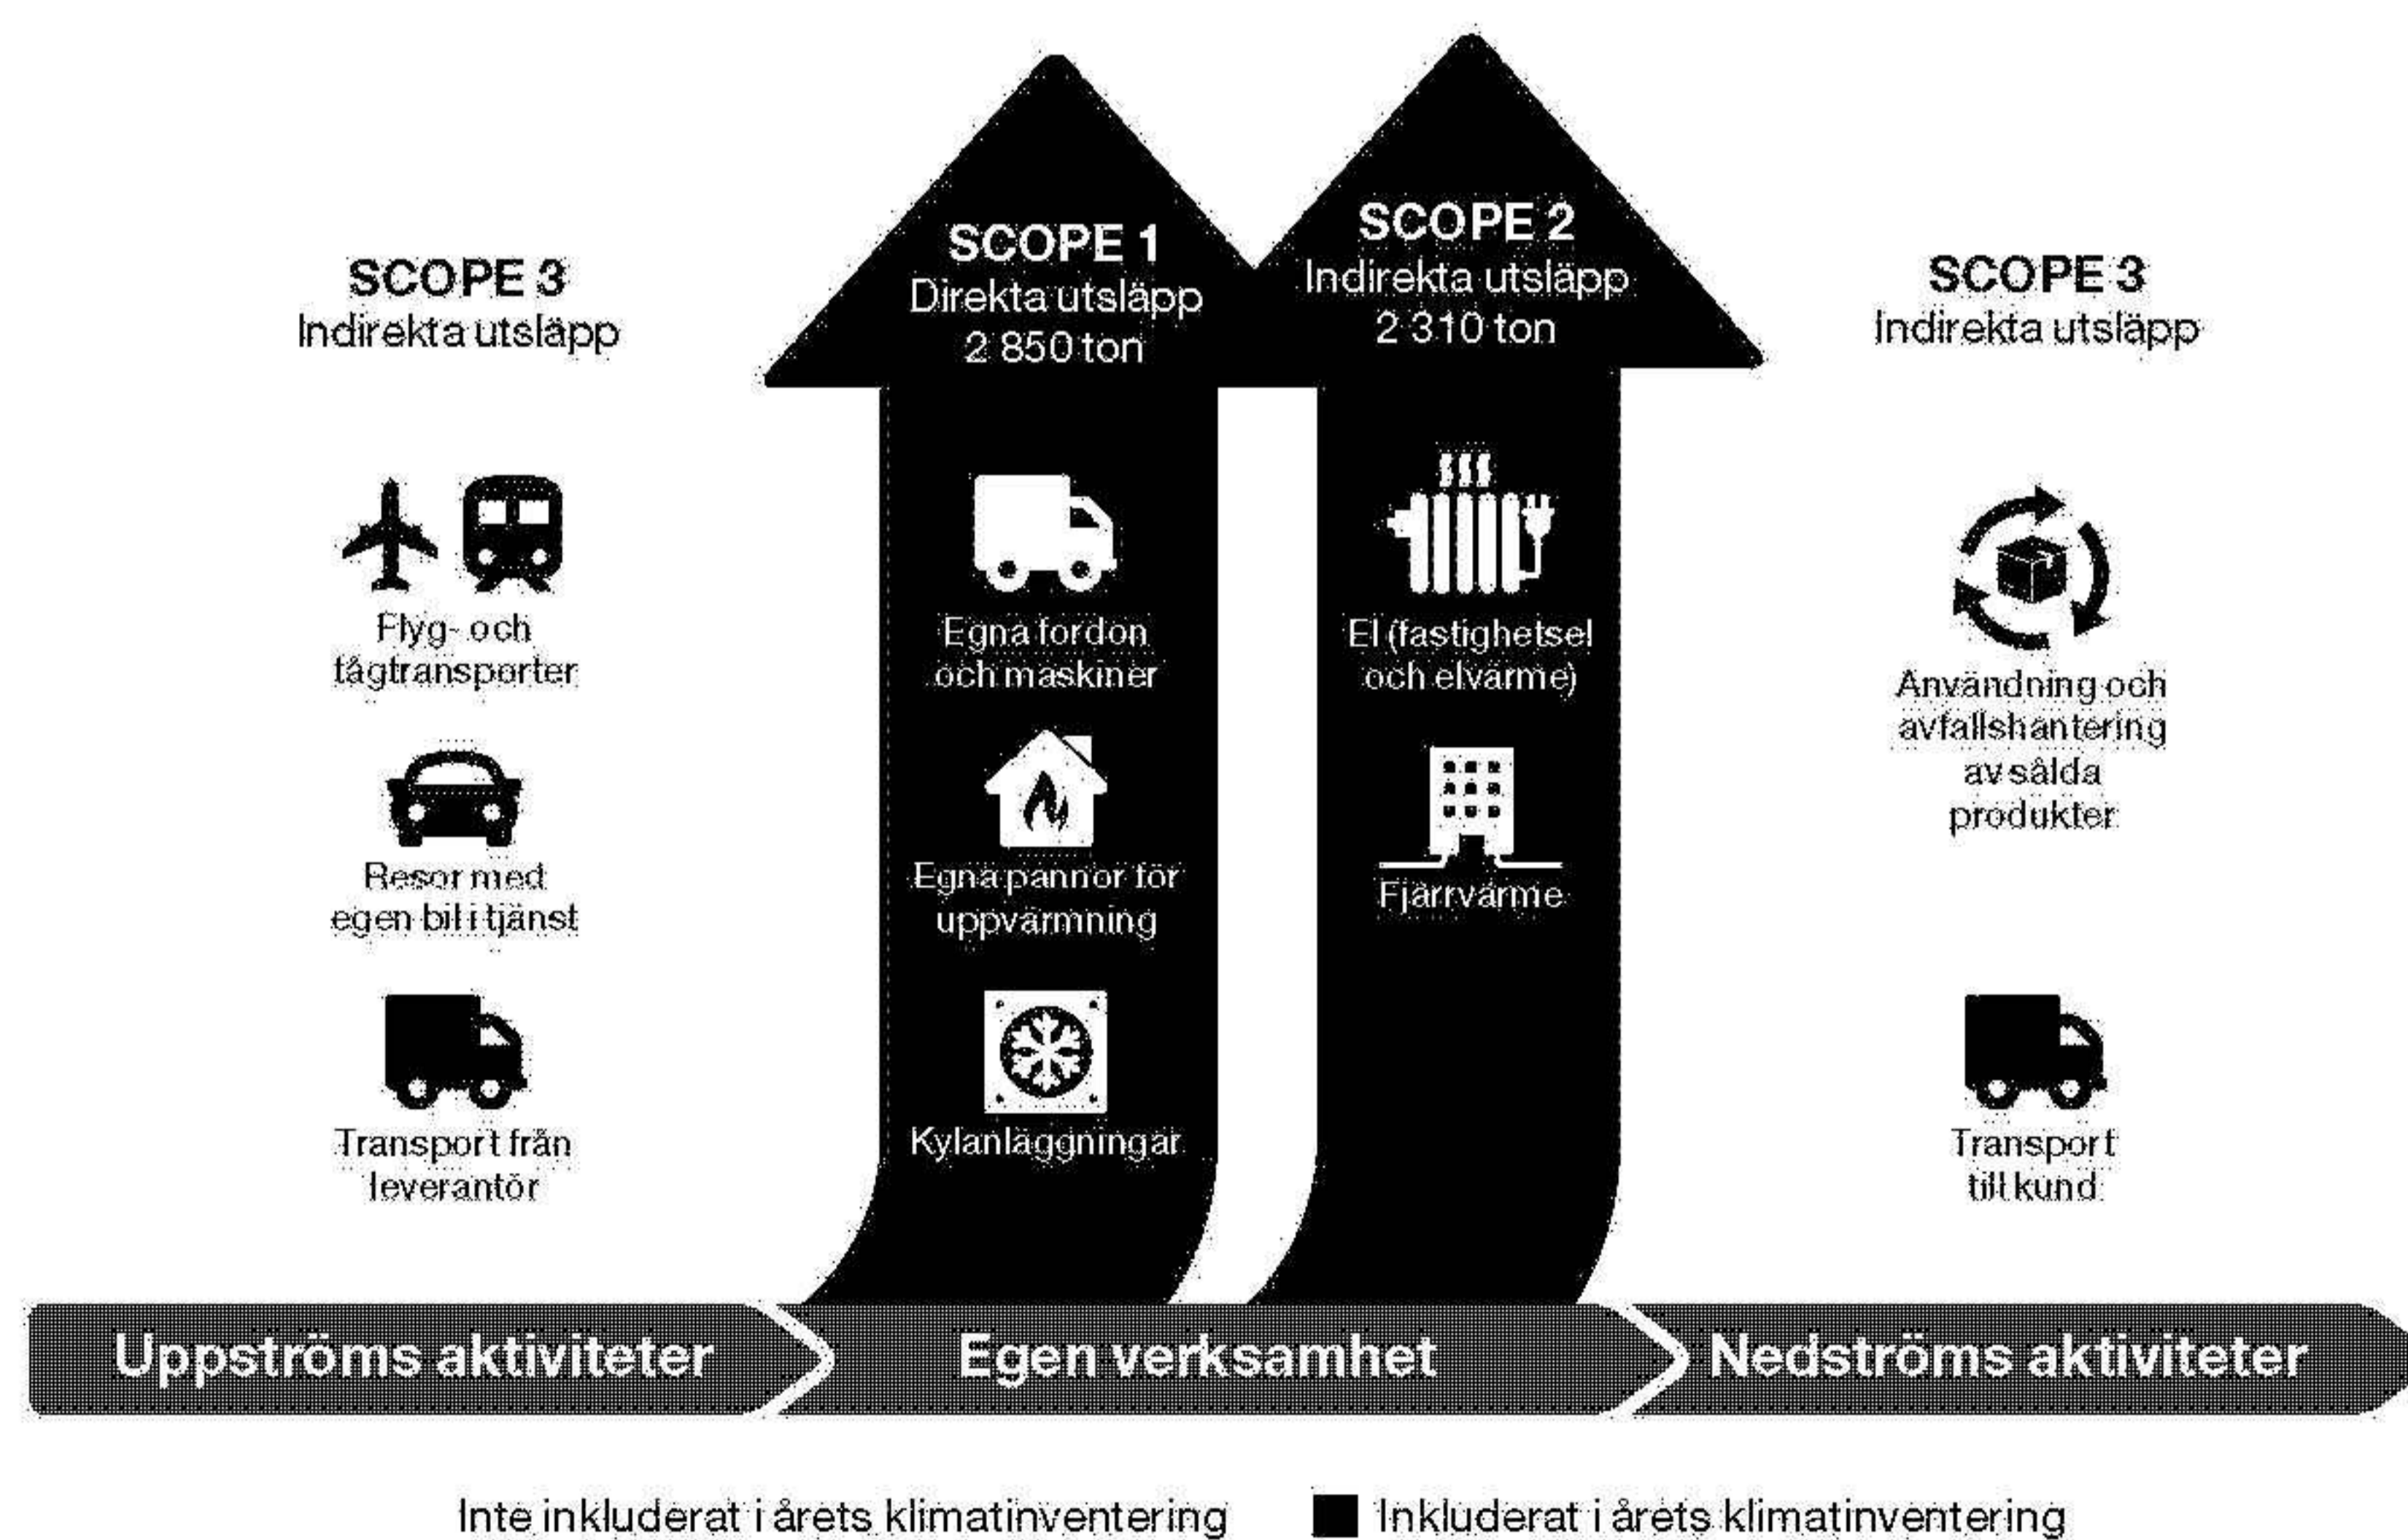 SCOPE 3
Indirekta utsläpp
Flyg- och
tågtransporter
Resor med
egen bil i tjänst
Transport från
leverantör
SCOPE 1
Direkta utsläpp
2 850 ton
Egna fordon
och maskiner
Egna pannor för
uppvärmning
Kylanläggningar
SCOPE 2
Indirekta utsläpp
2 310 ton
El (fastighetsel
och elvärme)
Fjärrvärme
SCOPE 3
Indirekta utsläpp
Användning och
avfallshantering
av sålda
produkter
Transport
till kund
Uppströms aktiviteter
Egen verksamhet
Nedströms aktiviteter
Inte inkluderat i årets klimatinventering
Inkluderat i årets klimatinventering